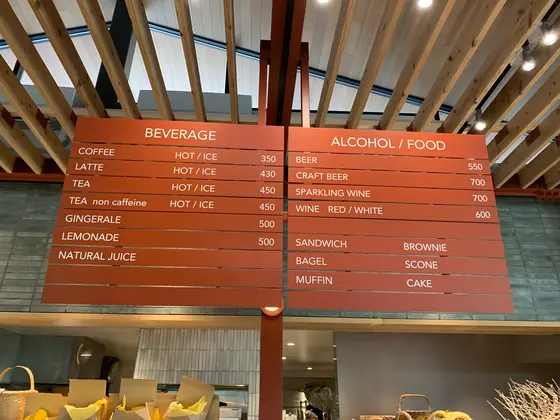 BEVERAGE
COFFEE HOT / ICE 350
LATTE HOT / ICE 430
TEA HOT / ICE 450
TEA non caffeine HOT / ICE 450
GINGERALE 500
LEMONADE 500
NATURAL JUICE
ALCOHOL / FOOD
BEER 550
CRAFT BEER 700
SPARKLING WINE 700
WINE RED / WHITE 600
SANDWICH BROWNIE
BAGEL SCONE
MUFFIN CAKE